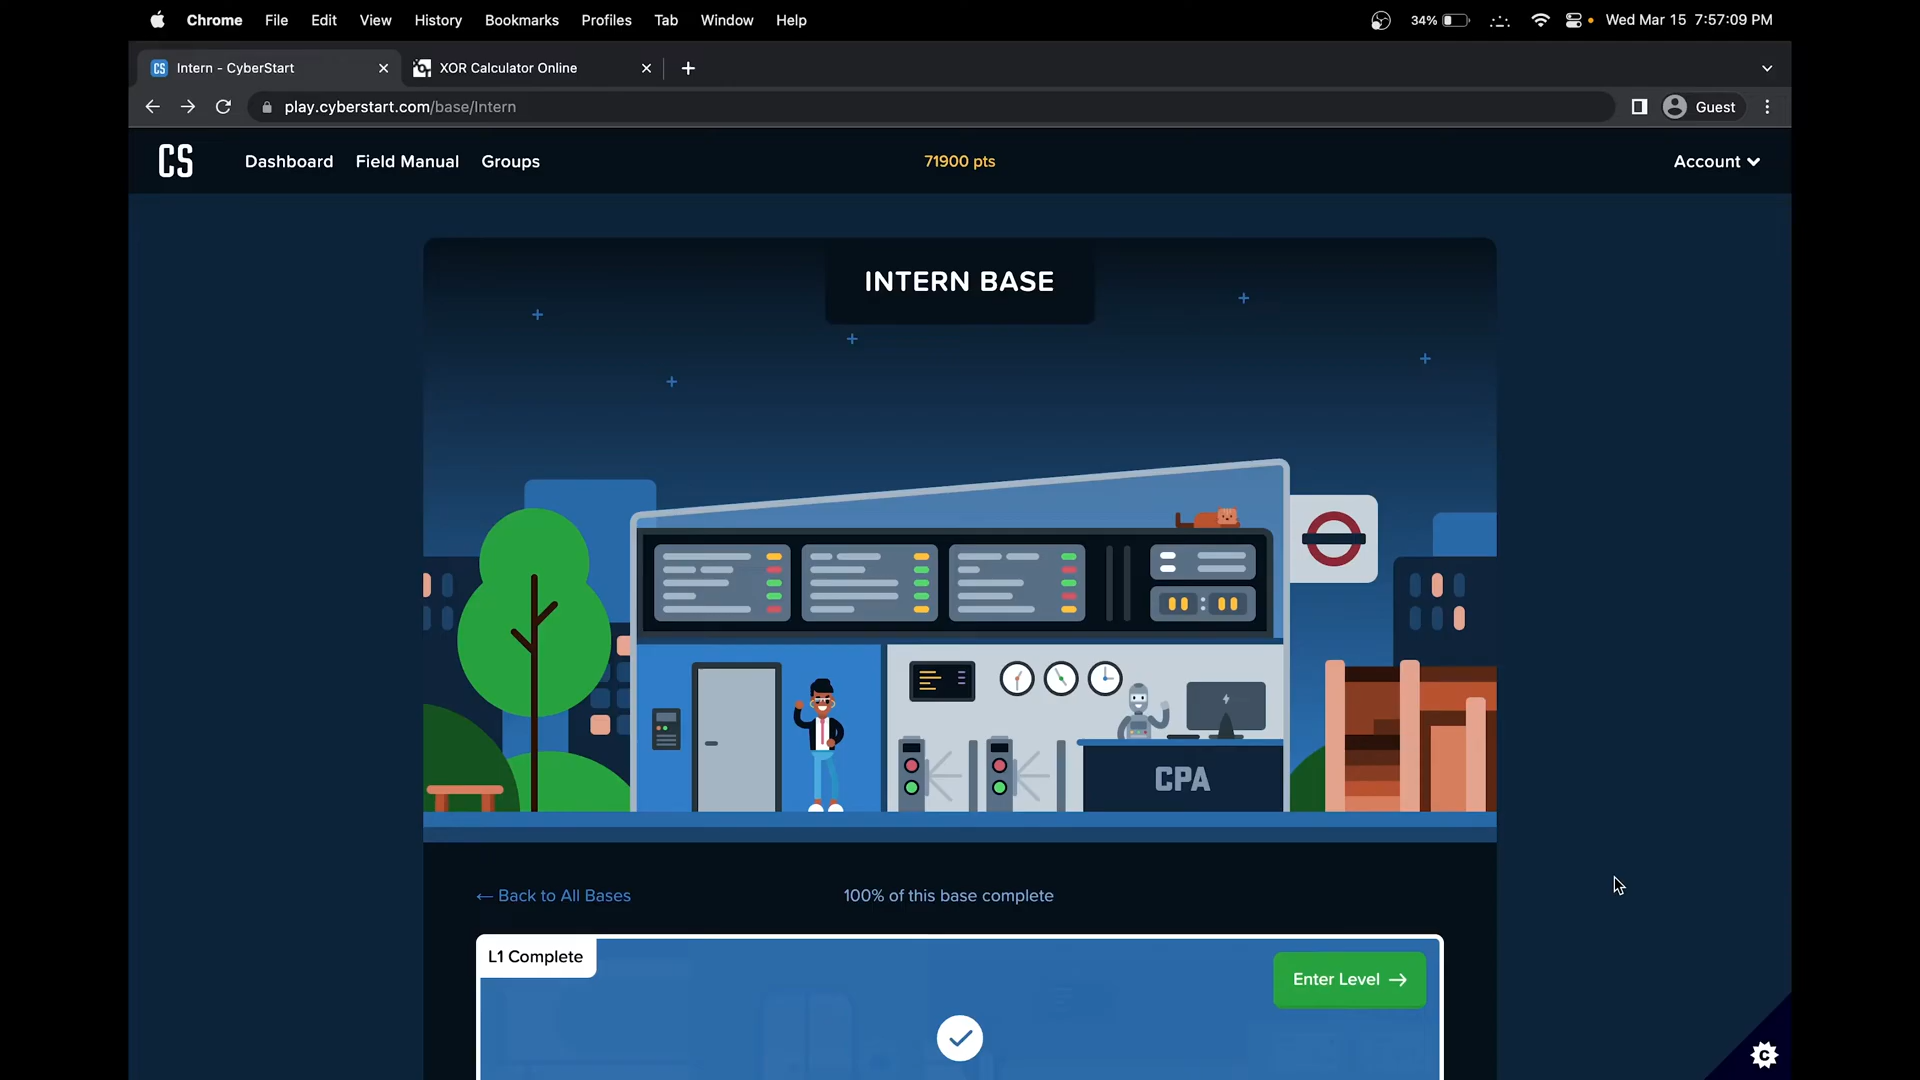 Chrome File Edit View History Bookmarks Profiles Tab Window Help 34% Wed Mar 15 7:57:09 PM
CS Intern - CyberStart XOR Calculator Online
play.cyberstart.com/base/Intern Guest
CS Dashboard Field Manual Groups 71900 pts Account
INTERN BASE
CPA
← Back to All Bases 100% of this base complete
L1 Complete
Enter Level →
C